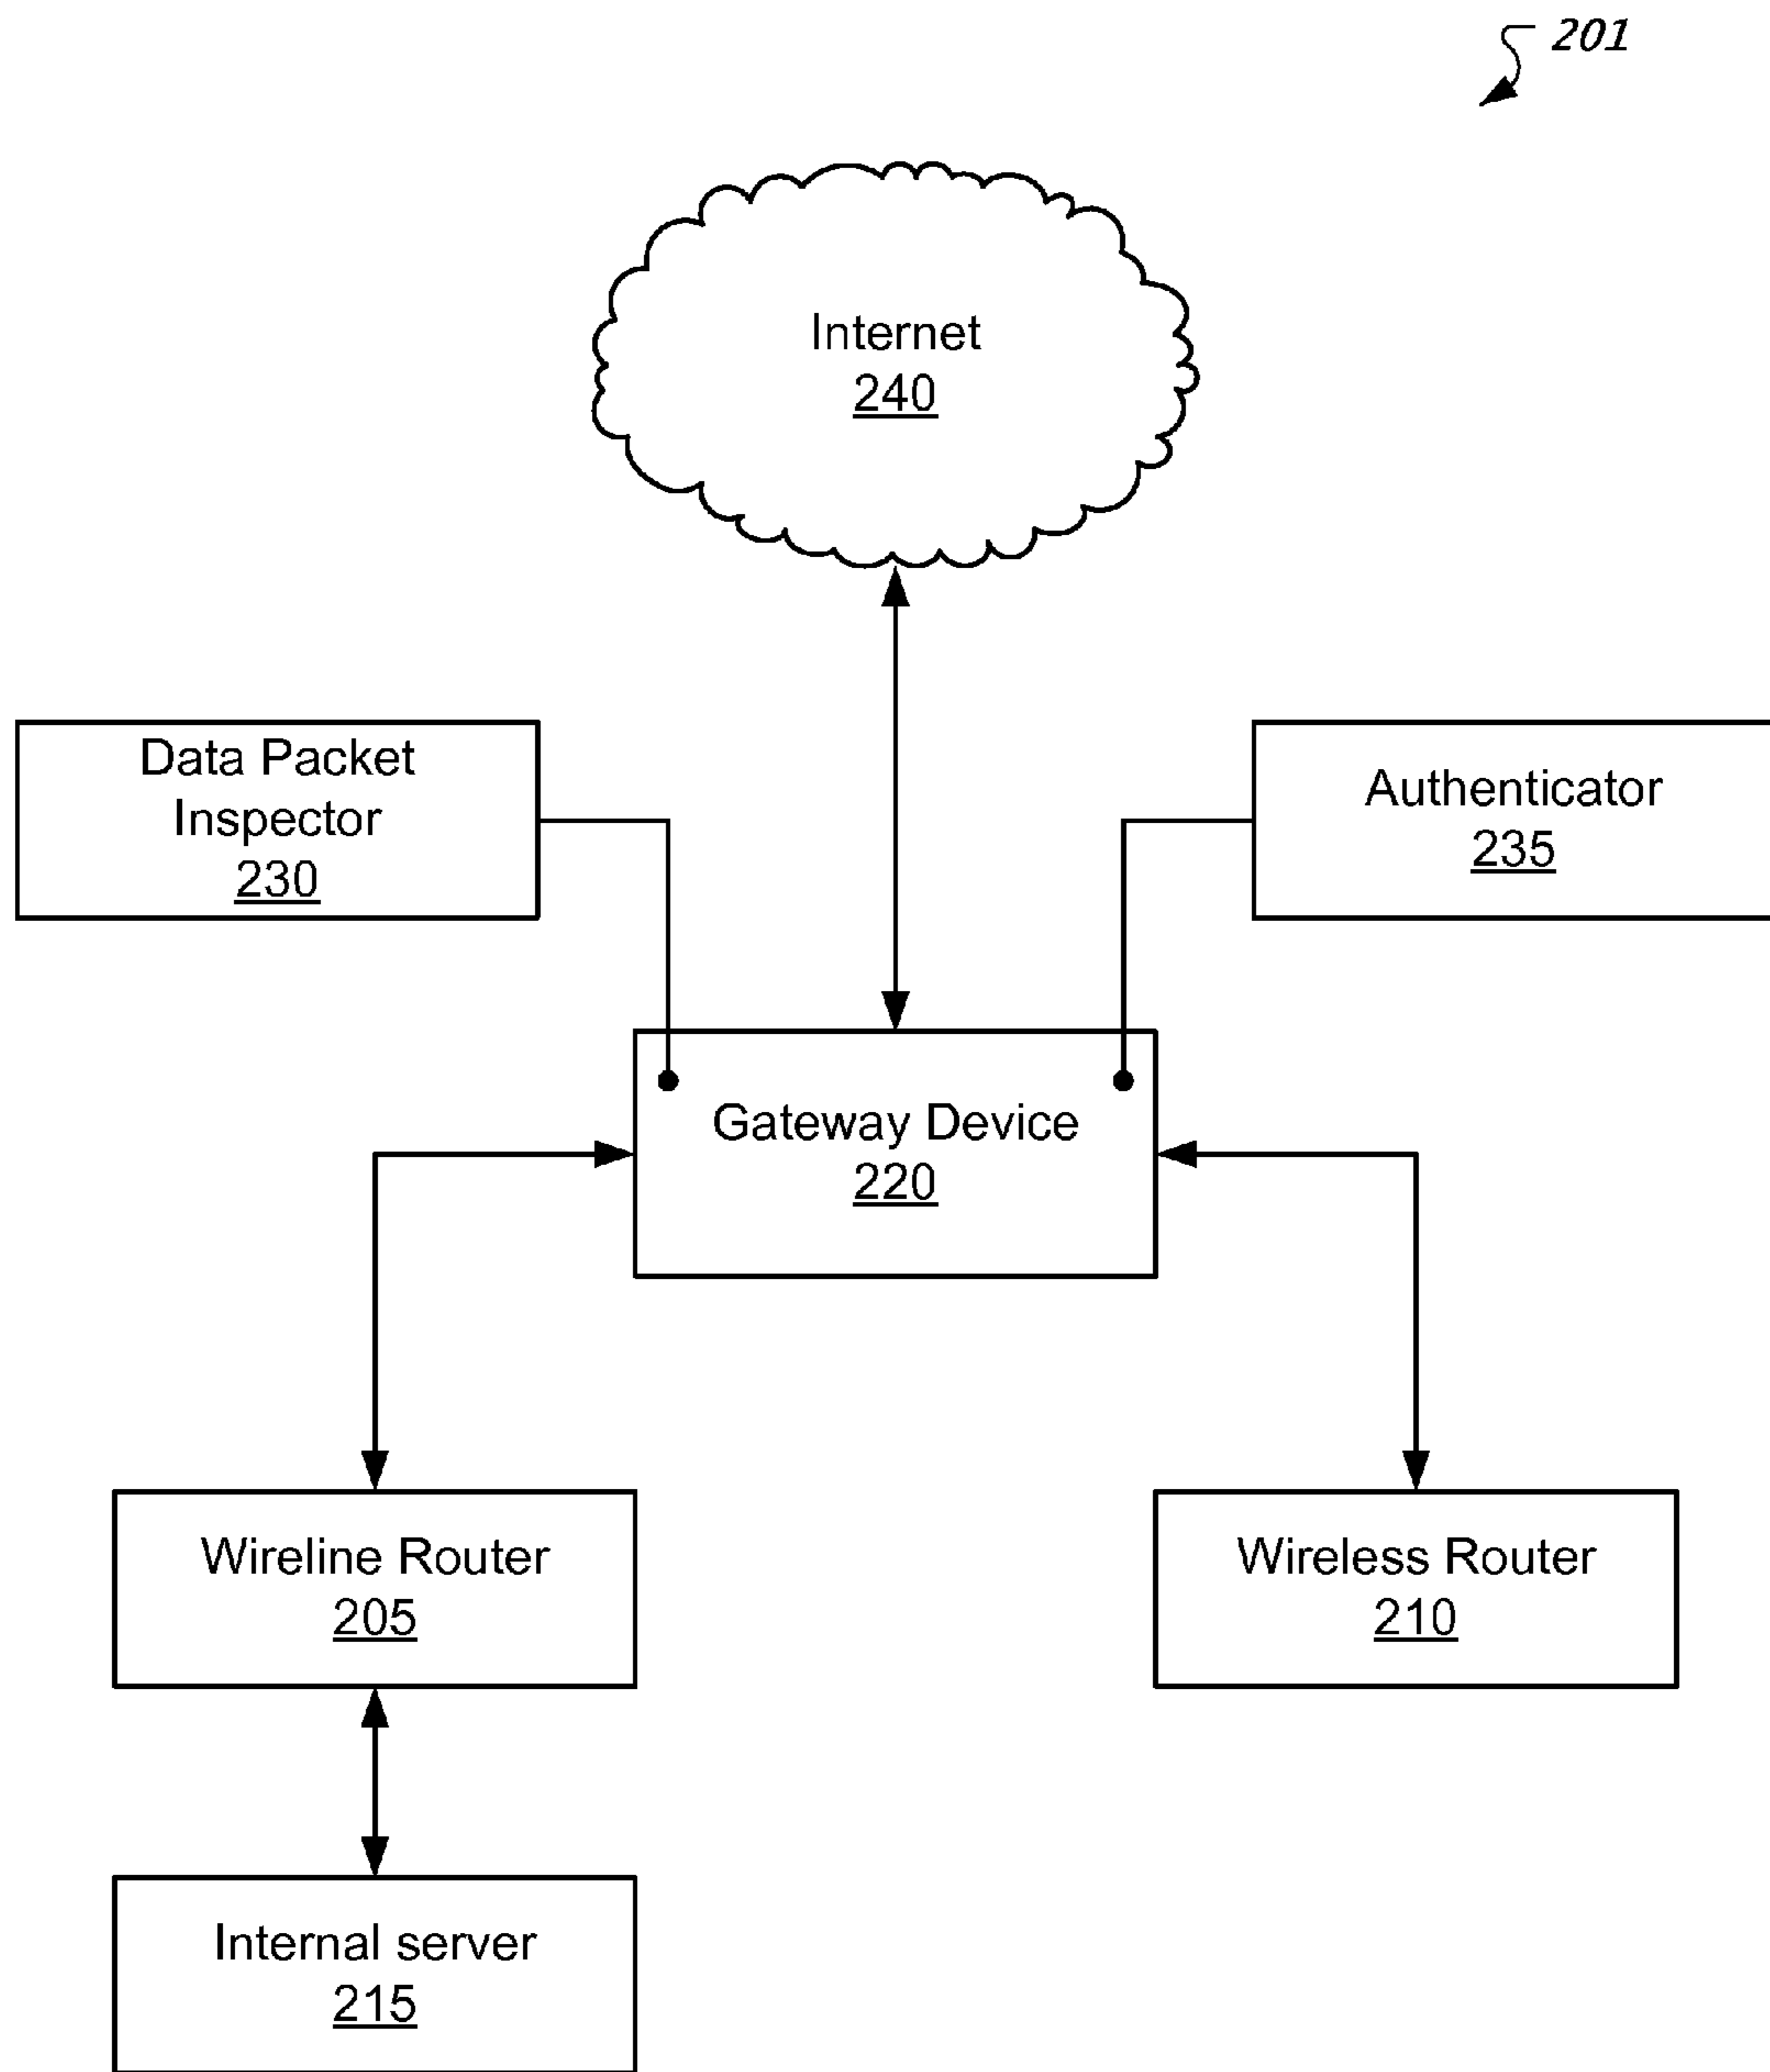 201
Internet
240
Data Packet
Inspector
230
Authenticator
235
Gateway Device
220
Wireline Router
205
Wireless Router
210
Internal server
215